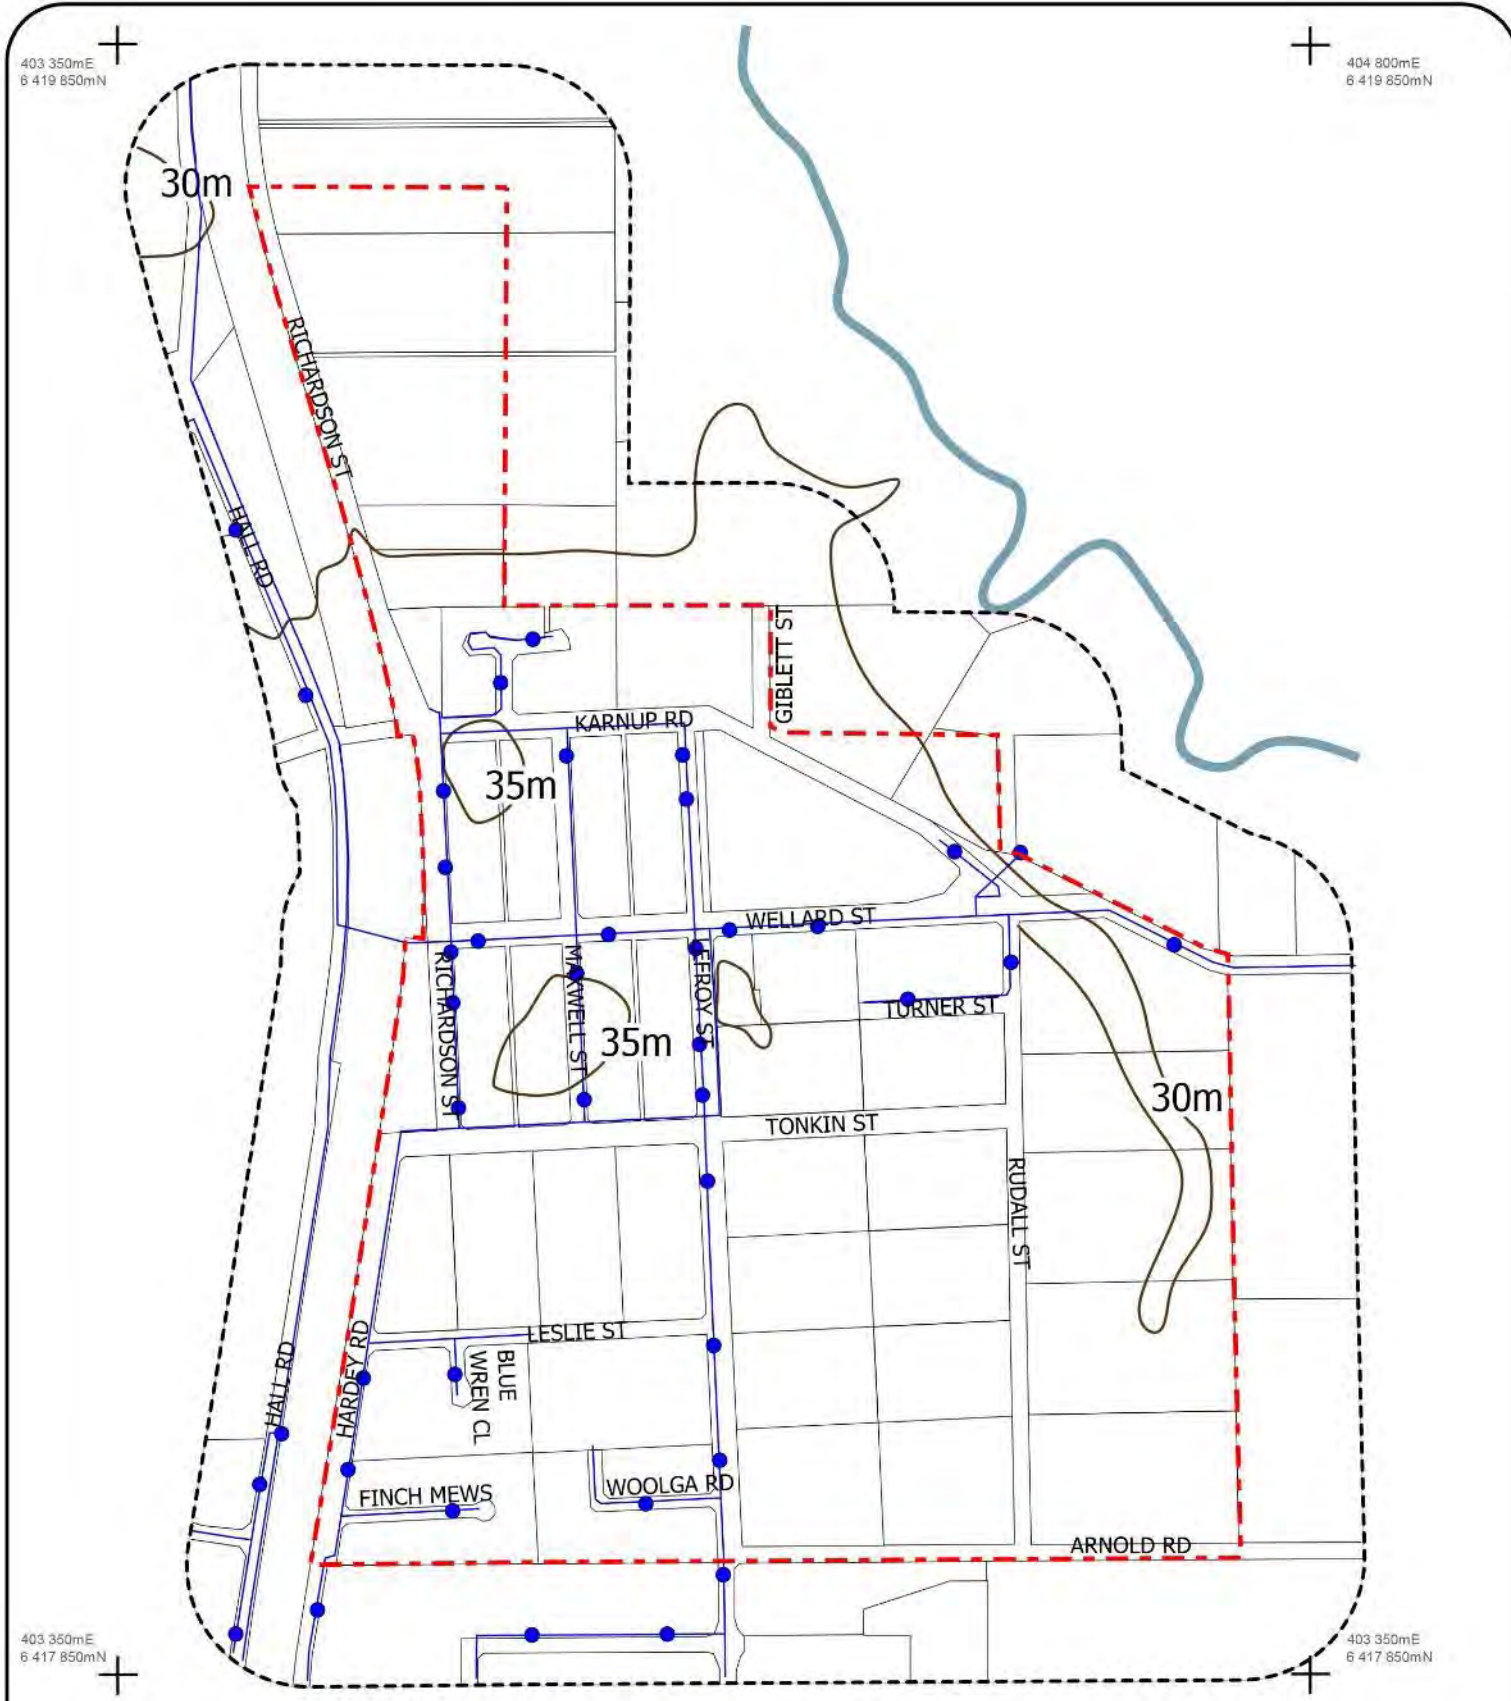 403 350mE
6 419 850mN
404 800mE
6 419 850mN
30m
RICHARDSON ST
HALL RD
GIBLETT ST
KARNUP RD
35m
WELLARD ST
RICHARDSON ST
MAXWELL ST
LEFROY ST
TURNER ST
35m
30m
TONKIN ST
RUDALL ST
LESLIE ST
HALL RD
HARDEY RD
BLUE
WREN CL
FINCH MEWS
WOOLGA RD
ARNOLD RD
403 350mE
6 417 850mN
403 350mE
6 417 850mN